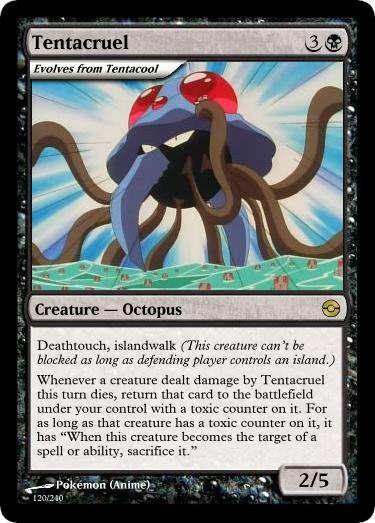 Tentacruel 3
Evolves from Tentacool
Creature — Octopus
Deathtouch, islandwalk (This creature can't be
blocked as long as defending player controls an island.)
Whenever a creature dealt damage by Tentacruel
this turn dies, return that card to the battlefield
under your control with a toxic counter on it. For
as long as that creature has a toxic counter on it, it
has “When this creature becomes the target of a
spell or ability, sacrifice it.”
2/5
Pokémon (Anime)
120/240